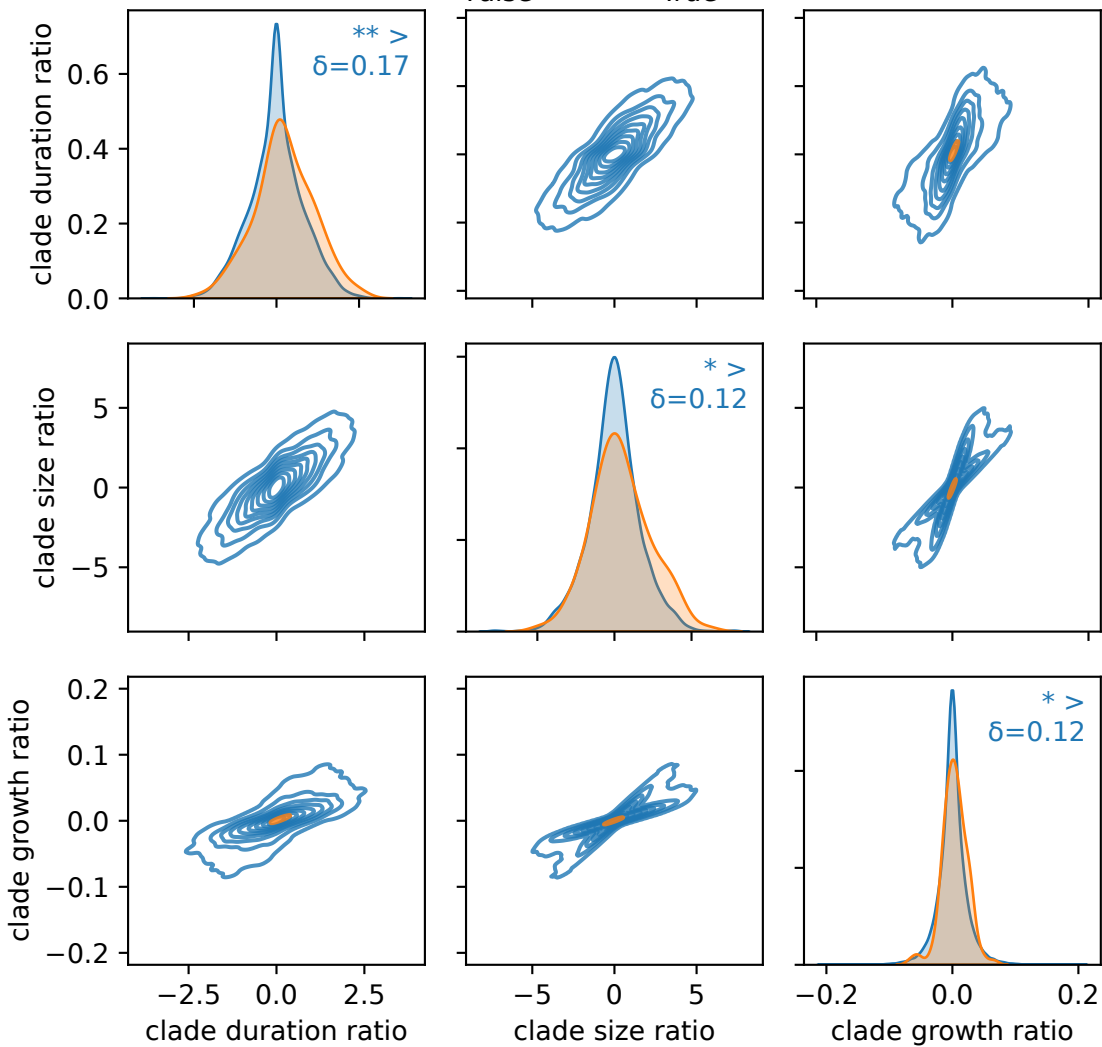 ** >
δ=0.17
clade duration ratio
0.6
0.4
0.2
0.0
clade size ratio
5
0
−5
* >
δ=0.12
clade growth ratio
0.2
0.1
0.0
−0.1
−0.2
* >
δ=0.12
−2.5 0.0 2.5
−5 0 5
−0.2 0.0 0.2
clade duration ratio
clade size ratio
clade growth ratio